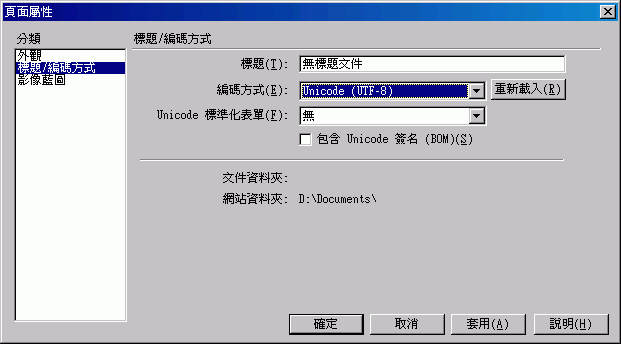 頁面屬性
分類
標題/編碼方式
外觀
標題/編碼方式
影像藍圖
標題(T): 無標題文件
編碼方式(E): Unicode (UTF-8) 重新載入(R)
Unicode 標準化表單(F): 無
包含 Unicode 簽名 (BOM)(S)
文件資料夾:
網站資料夾: D:\Documents\
確定 取消 套用(A) 說明(H)